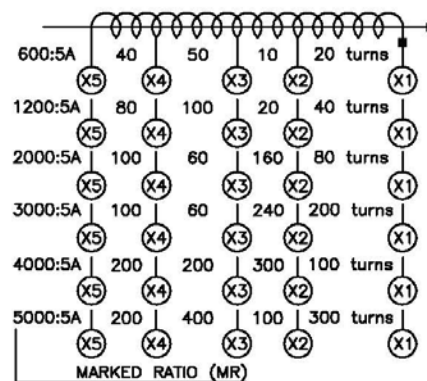 600:5A 40 50 10 20 turns
X5 X4 X3 X2 X1
1200:5A 80 100 20 40 turns
X5 X4 X3 X2 X1
2000:5A 100 60 160 80 turns
X5 X4 X3 X2 X1
3000:5A 100 60 240 200 turns
X5 X4 X3 X2 X1
4000:5A 200 200 300 100 turns
X5 X4 X3 X2 X1
5000:5A 200 400 100 300 turns
X5 X4 X3 X2 X1
MARKED RATIO (MR)